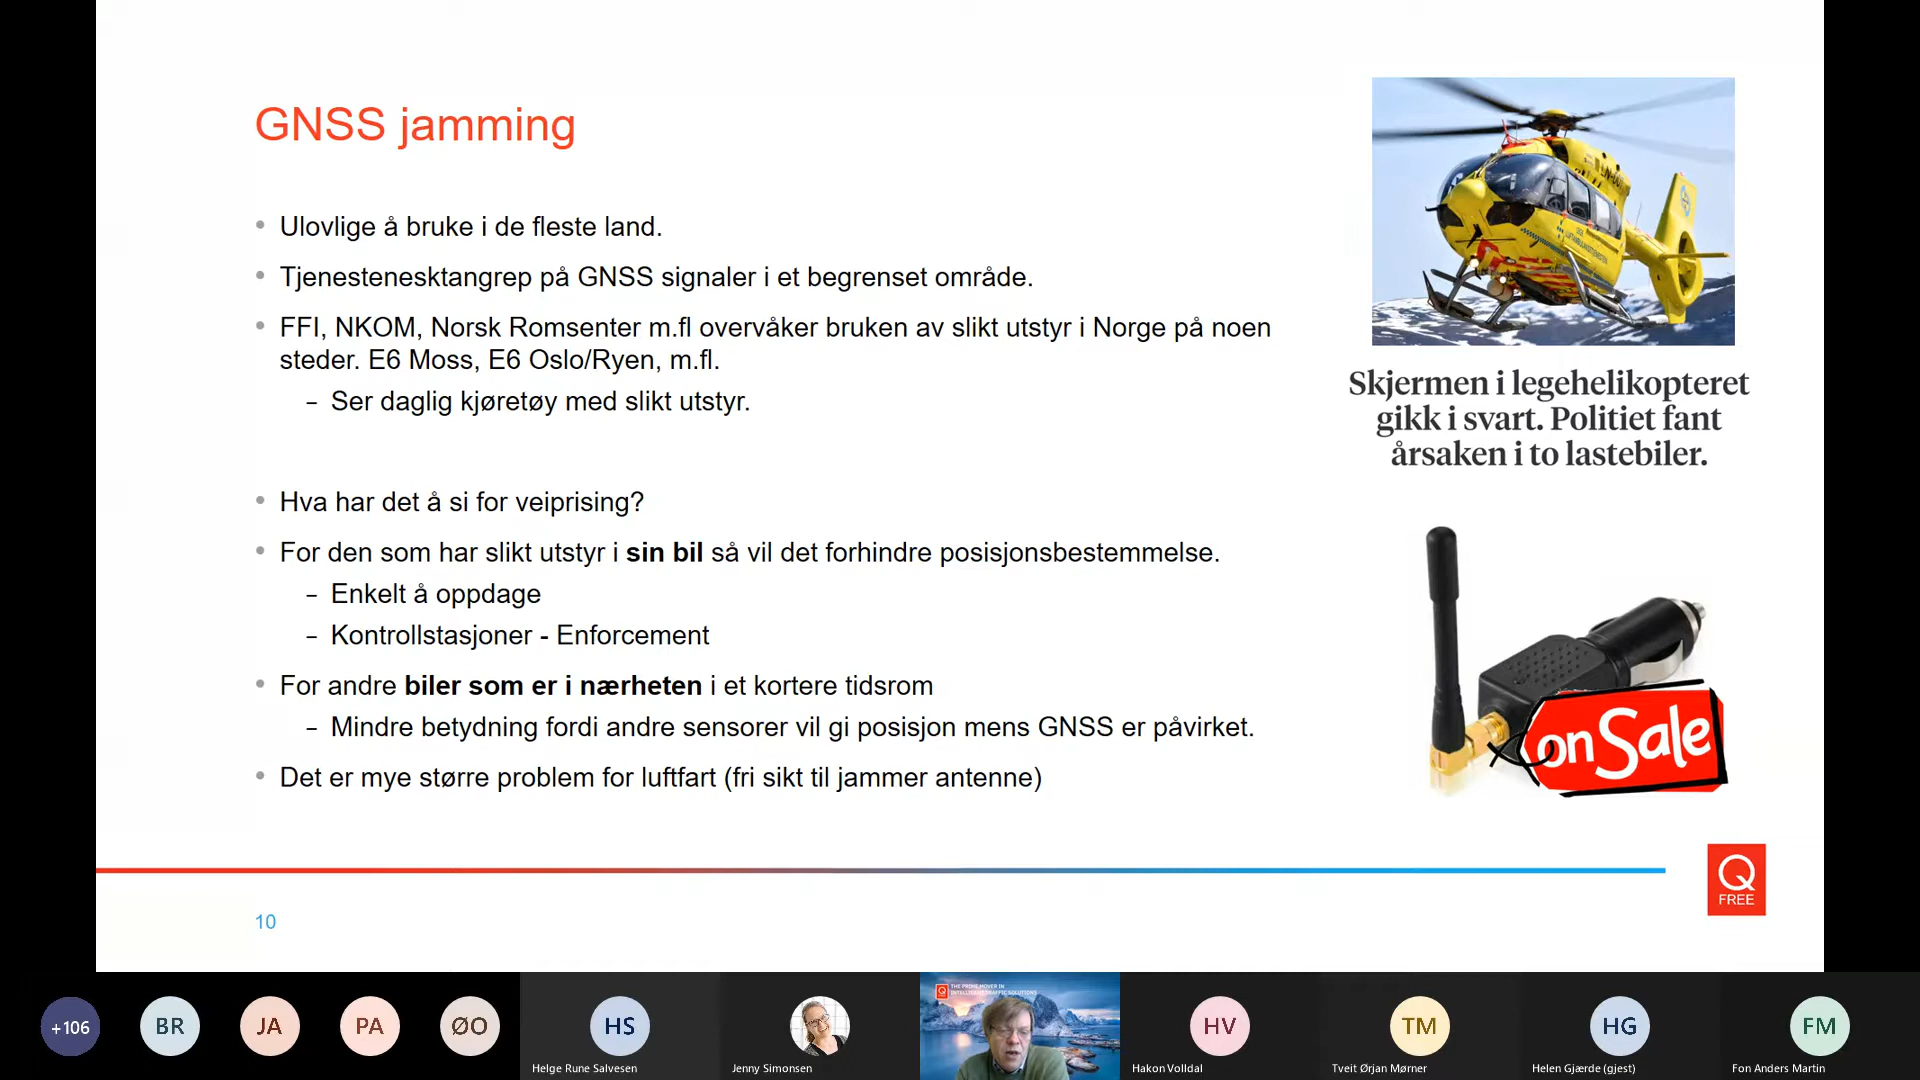 GNSS jamming
Ulovlige å bruke i de fleste land.
Tjenestenesktangrep på GNSS signaler i et begrenset område.
FFI, NKOM, Norsk Romsenter m.fl overvåker bruken av slikt utstyr i Norge på noen
steder. E6 Moss, E6 Oslo/Ryen, m.fl.
– Ser daglig kjøretøy med slikt utstyr.
Hva har det å si for veiprising?
For den som har slikt utstyr i sin bil så vil det forhindre posisjonsbestemmelse.
– Enkelt å oppdage
– Kontrollstasjoner - Enforcement
For andre biler som er i nærheten i et kortere tidsrom
– Mindre betydning fordi andre sensorer vil gi posisjon mens GNSS er påvirket.
Det er mye større problem for luftfart (fri sikt til jammer antenne)
Skjermen i legehelikopteret
gikk i svart. Politiet fant
årsaken i to lastebiler.
on Sale
Q
FREE
10
+106
BR
JA
PA
ØO
HS
Helge Rune Salvesen
Jenny Simonsen
THE PRIME MOVER IN
INTELLIGENT TRAFFIC SOLUTIONS
HV
Hakon Volldal
TM
Tveit Ørjan Mørner
HG
Helen Gjærde (gjest)
FM
Fon Anders Martin